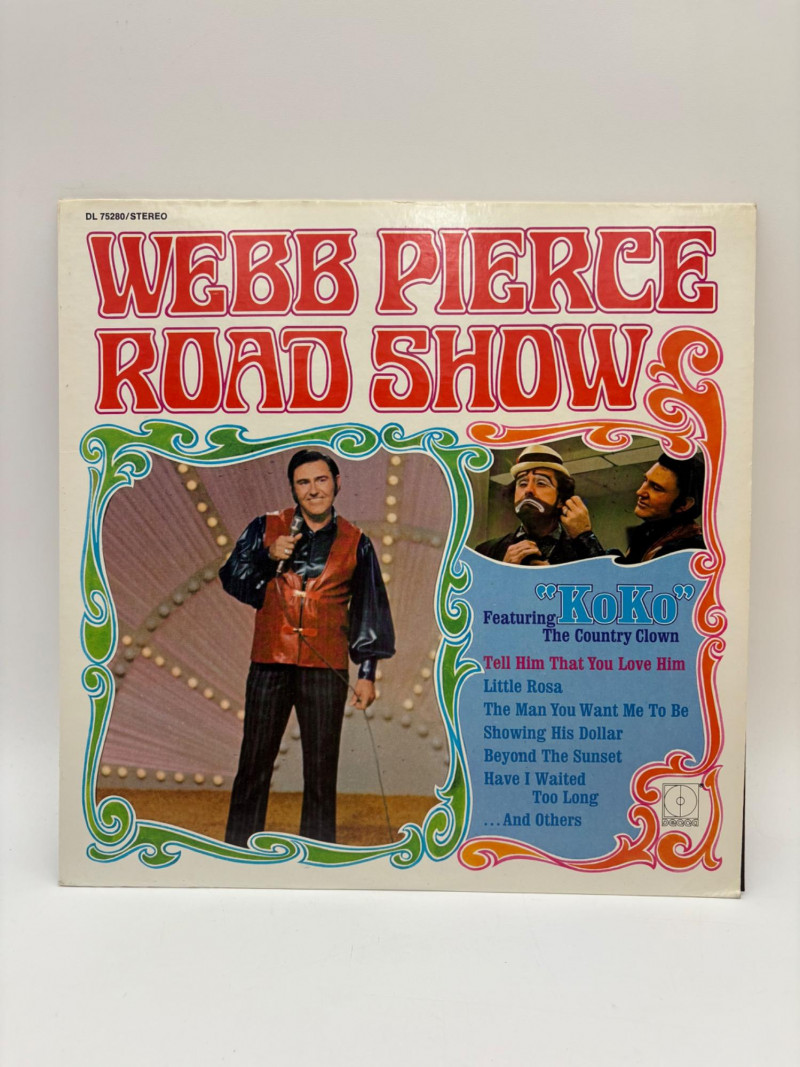 DL 75280/STEREO
WEBB PIERCE
ROAD SHOW
Featuring "KoKo"
The Country Clown
Tell Him That You Love Him
Little Rosa
The Man You Want Me To Be
Showing His Dollar
Beyond The Sunset
Have I Waited
Too Long
...And Others